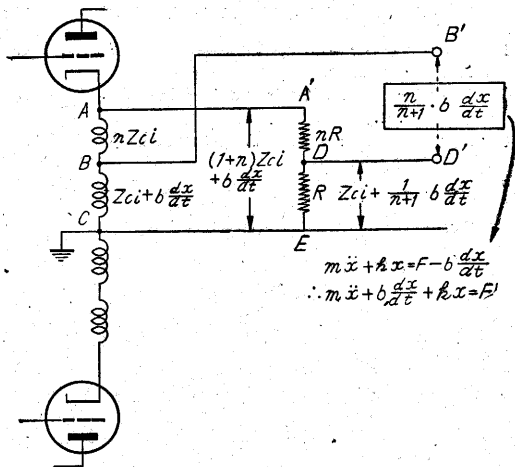 B'
A
A'
n/(n+1) · b dx/dt
nZci
nR
B
(1+n)Zci + b dx/dt
D
D'
Zci + b dx/dt
R
Zci + 1/(n+1) b dx/dt
C
E
mẍ + kx = F - b dx/dt
∴ mẍ + b dx/dt + kx = F